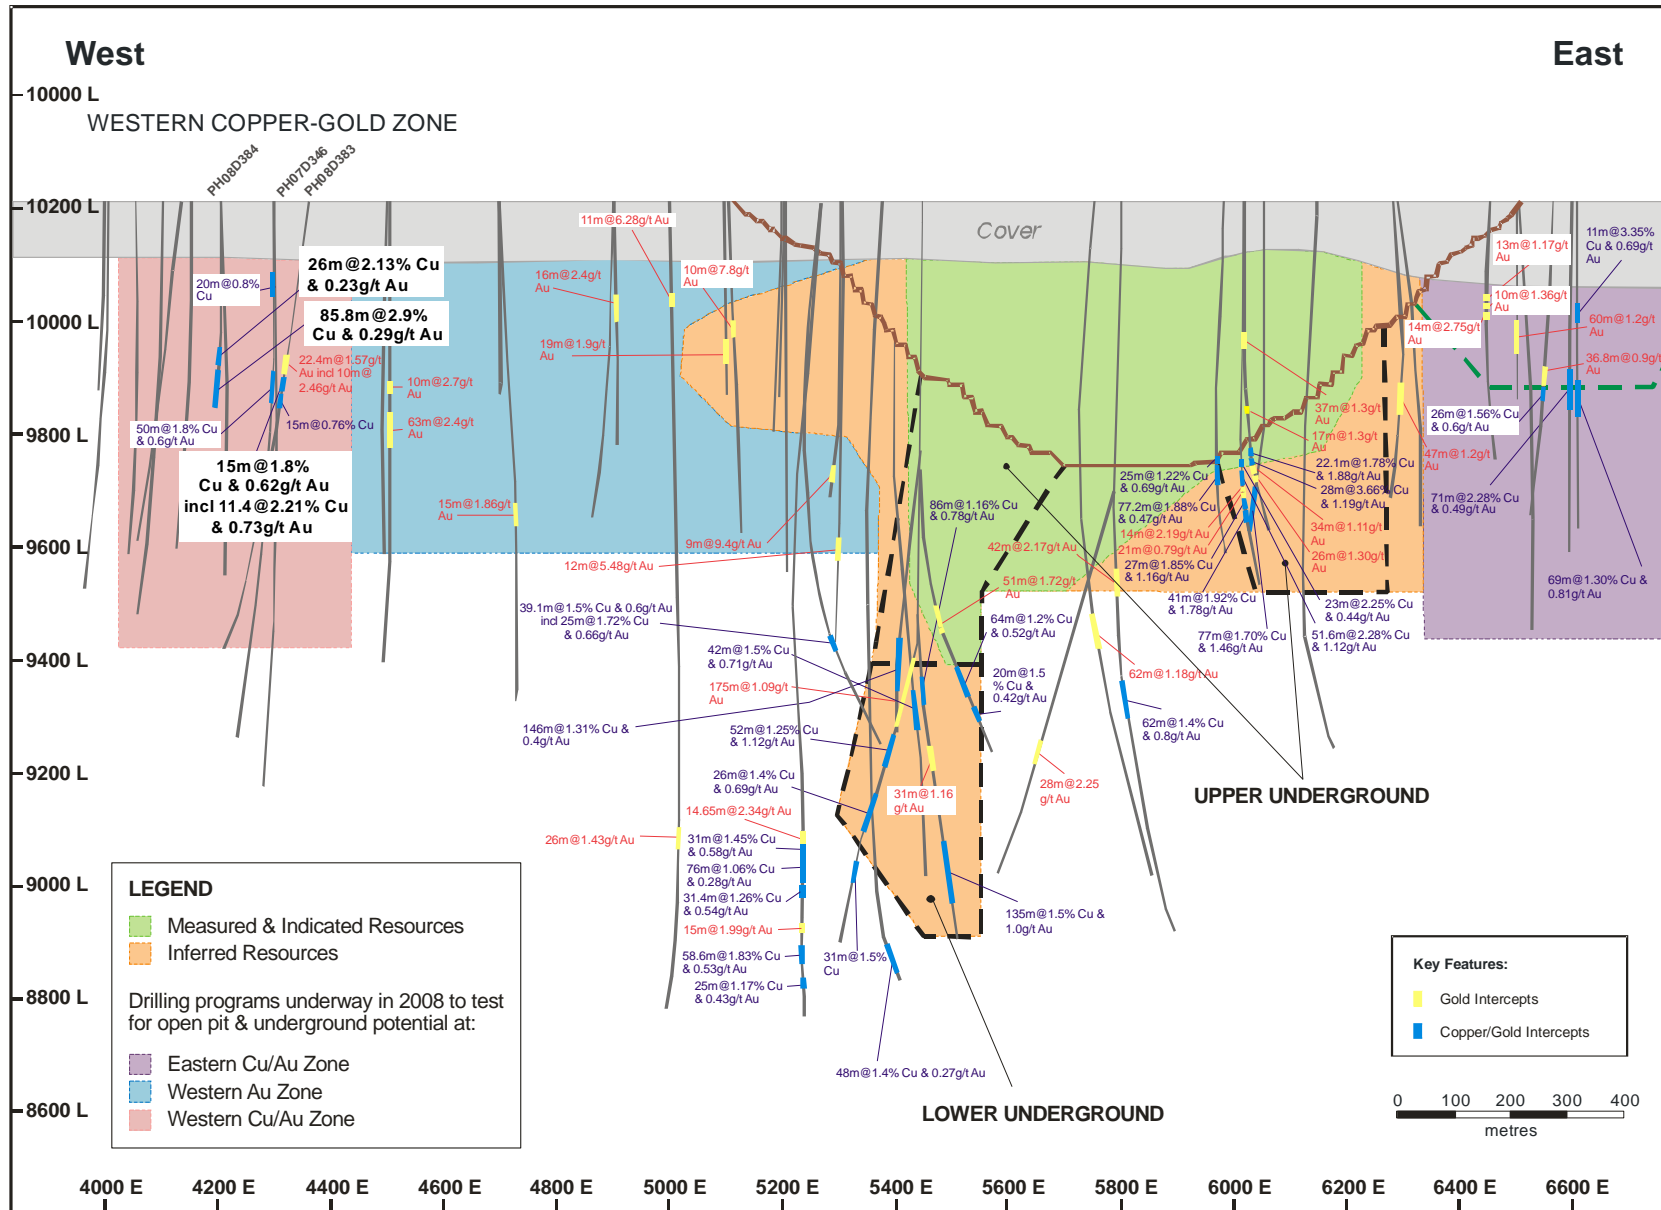 West
East
10000 L
WESTERN COPPER-GOLD ZONE
PH08D384
PH07D346
PH08D383
10200 L
10000 L
9800 L
9600 L
9400 L
9200 L
9000 L
8800 L
8600 L
Cover
20m@0.8%
Cu
26m@2.13% Cu
& 0.23g/t Au
85.8m@2.9%
Cu & 0.29g/t Au
22.4m@1.57g/t
Au incl 10m@
2.46g/t Au
50m@1.8% Cu
& 0.6g/t Au
15m@0.76% Cu
15m@1.8%
Cu & 0.62g/t Au
incl 11.4@2.21% Cu
& 0.73g/t Au
10m@2.7g/t
Au
63m@2.4g/t
Au
15m@1.86g/t
Au
11m@6.28g/t Au
16m@2.4g/t
Au
10m@7.8g/t
Au
19m@1.9g/t
Au
9m@9.4g/t Au
12m@5.48g/t Au
39.1m@1.5% Cu & 0.6g/t Au
incl 25m@1.72% Cu
& 0.66g/t Au
42m@1.5% Cu
& 0.71g/t Au
175m@1.09g/t
Au
146m@1.31% Cu &
0.4g/t Au
52m@1.25% Cu
& 1.12g/t Au
26m@1.4% Cu
& 0.69g/t Au
14.65m@2.34g/t Au
26m@1.43g/t Au
31m@1.45% Cu
& 0.58g/t Au
76m@1.06% Cu
& 0.28g/t Au
31.4m@1.26% Cu
& 0.54g/t Au
15m@1.99g/t Au
58.6m@1.83% Cu
& 0.53g/t Au
25m@1.17% Cu
& 0.43g/t Au
31m@1.5%
Cu
48m@1.4% Cu & 0.27g/t Au
86m@1.16% Cu
& 0.78g/t Au
42m@2.17g/t Au
51m@1.72g/t
Au
64m@1.2% Cu
& 0.52g/t Au
20m@1.5
% Cu &
0.42g/t Au
31m@1.16
g/t Au
135m@1.5% Cu &
1.0g/t Au
28m@2.25
g/t Au
62m@1.18g/t Au
62m@1.4% Cu
& 0.8g/t Au
25m@1.22% Cu
& 0.69g/t Au
77.2m@1.88% Cu
& 0.47g/t Au
14m@2.19g/t Au
21m@0.79g/t Au
27m@1.85% Cu
& 1.16g/t Au
41m@1.92% Cu
& 1.78g/t Au
77m@1.70% Cu
& 1.46g/t Au
37m@1.3g/t
Au
17m@1.3g/t
Au
22.1m@1.78% Cu
& 1.88g/t Au
28m@3.66% Cu
& 1.19g/t Au
34m@1.11g/t
Au
26m@1.30g/t
Au
23m@2.25% Cu
& 0.44g/t Au
51.6m@2.28% Cu
& 1.12g/t Au
13m@1.17g/t
Au
11m@3.35%
Cu & 0.69g/t
Au
10m@1.36g/t
Au
14m@2.75g/t
Au
60m@1.2g/t
Au
36.8m@0.9g/t
Au
26m@1.56% Cu
& 0.6g/t Au
47m@1.2g/t
Au
71m@2.28% Cu
& 0.49g/t Au
69m@1.30% Cu &
0.81g/t Au
UPPER UNDERGROUND
LOWER UNDERGROUND
LEGEND
Measured & Indicated Resources
Inferred Resources
Drilling programs underway in 2008 to test
for open pit & underground potential at:
Eastern Cu/Au Zone
Western Au Zone
Western Cu/Au Zone
Key Features:
Gold Intercepts
Copper/Gold Intercepts
0 100 200 300 400
metres
4000 E 4200 E 4400 E 4600 E 4800 E 5000 E 5200 E 5400 E 5600 E 5800 E 6000 E 6200 E 6400 E 6600 E